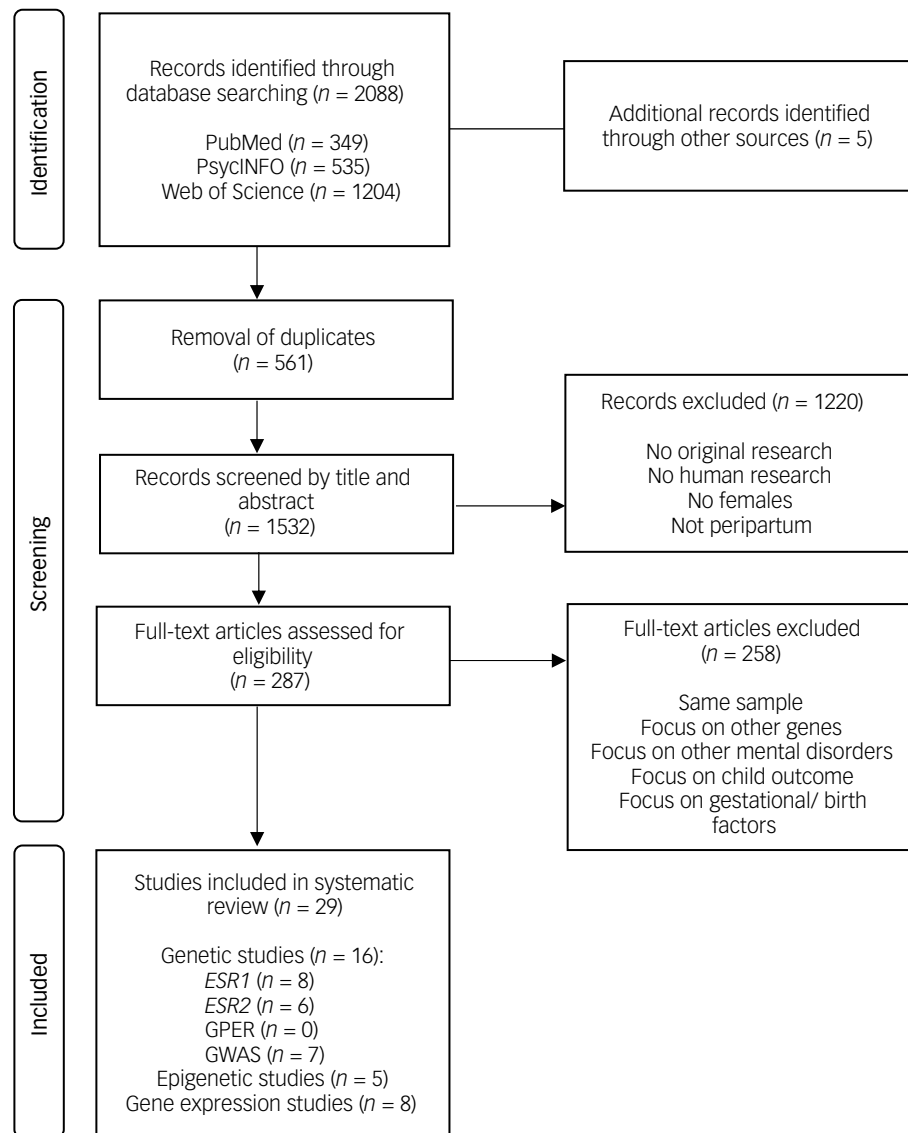 Identification
Records identified through
database searching (n = 2088)
PubMed (n = 349)
PsycINFO (n = 535)
Web of Science (n = 1204)
Additional records identified
through other sources (n = 5)
Screening
Removal of duplicates
(n = 561)
Records screened by title and
abstract
(n = 1532)
Records excluded (n = 1220)
No original research
No human research
No females
Not peripartum
Full-text articles assessed for
eligibility
(n = 287)
Full-text articles excluded
(n = 258)
Same sample
Focus on other genes
Focus on other mental disorders
Focus on child outcome
Focus on gestational/ birth
factors
Included
Studies included in systematic
review (n = 29)
Genetic studies (n = 16):
ESR1 (n = 8)
ESR2 (n = 6)
GPER (n = 0)
GWAS (n = 7)
Epigenetic studies (n = 5)
Gene expression studies (n = 8)